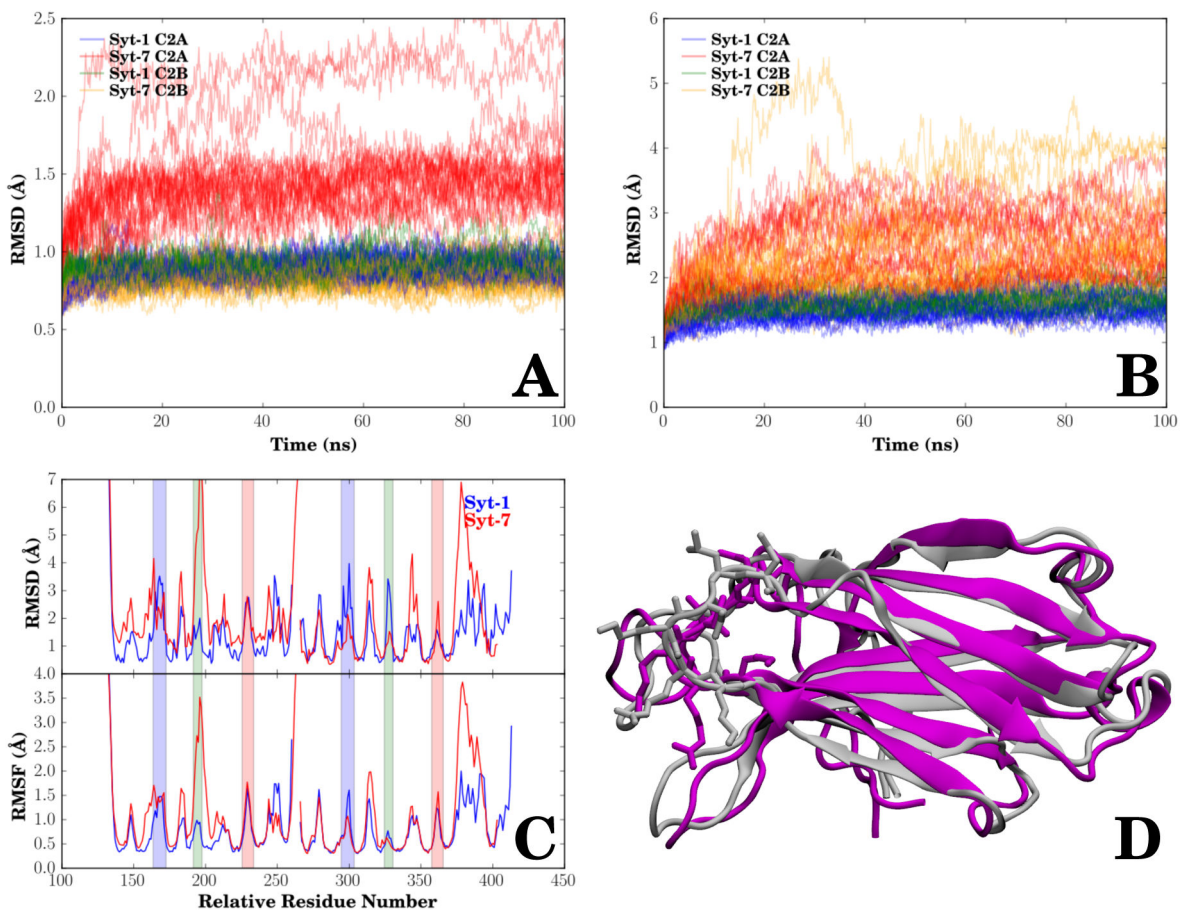 2.5
2.0
1.5
1.0
0.5
0.0
RMSD (Å)
Syt-1 C2A
Syt-7 C2A
Syt-1 C2B
Syt-7 C2B
0 20 40 60 80 100
Time (ns)
A
6
5
4
3
2
1
0
RMSD (Å)
Syt-1 C2A
Syt-7 C2A
Syt-1 C2B
Syt-7 C2B
0 20 40 60 80 100
Time (ns)
B
7
6
5
4
3
2
1
RMSD (Å)
Syt-1
Syt-7
4.0
3.5
3.0
2.5
2.0
1.5
1.0
0.5
0.0
RMSF (Å)
100 150 200 250 300 350 400 450
Relative Residue Number
C
D